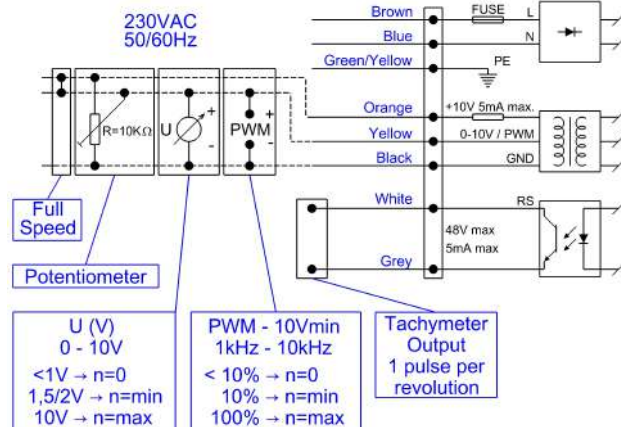 230VAC
50/60Hz
Brown
FUSE
L
Blue
N
Green/Yellow
PE
Orange
+10V 5mA max.
Yellow
0-10V / PWM
Black
GND
R=10KΩ
U
+
-
PWM
+
-
White
RS
48V max
5mA max
Grey
Full
Speed
Potentiometer
U (V)
0 - 10V
<1V → n=0
1,5/2V → n=min
10V → n=max
PWM - 10Vmin
1kHz - 10kHz
< 10% → n=0
10% → n=min
100% → n=max
Tachymeter
Output
1 pulse per
revolution